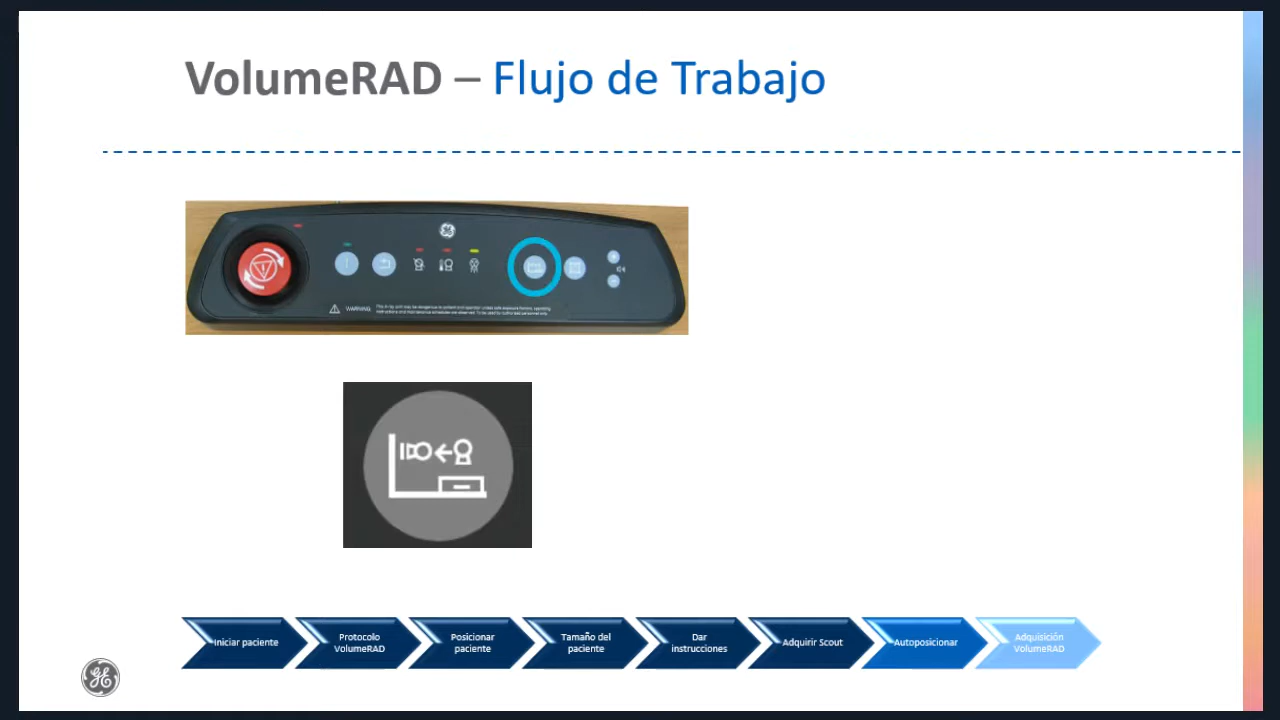 VolumeRAD – Flujo de Trabajo
WARNING
Iniciar paciente
Protocolo
VolumeRAD
Posicionar
paciente
Tamaño del
paciente
Dar
instrucciones
Adquirir Scout
Autoposicionar
Adquisición
VolumeRAD